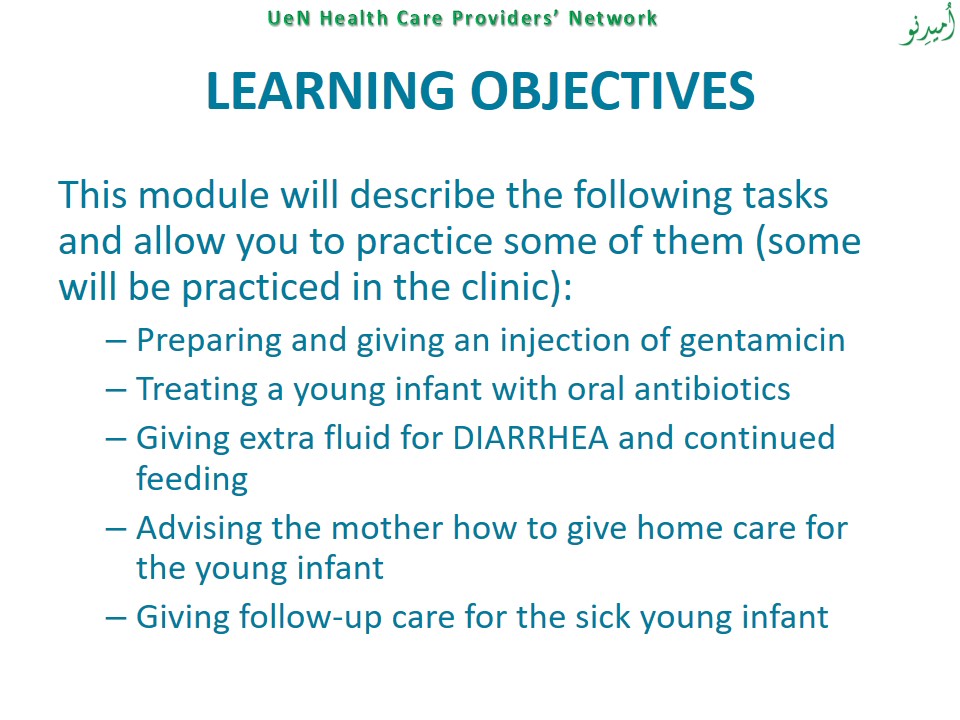 UeN Health Care Providers’ Network
اُمیدِنو
LEARNING OBJECTIVES
This module will describe the following tasks
and allow you to practice some of them (some
will be practiced in the clinic):
– Preparing and giving an injection of gentamicin
– Treating a young infant with oral antibiotics
– Giving extra fluid for DIARRHEA and continued
feeding
– Advising the mother how to give home care for
the young infant
– Giving follow-up care for the sick young infant